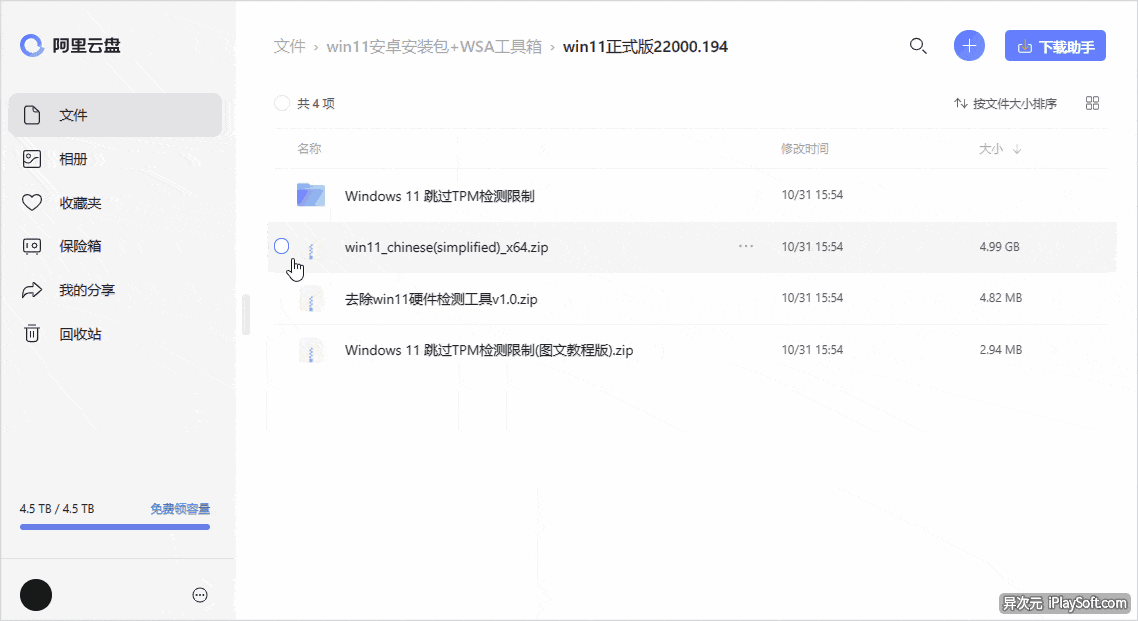 阿里云盘
文件 › win11安卓安装包+WSA工具箱 › win11正式版22000.194
下载助手
文件
相册
收藏夹
保险箱
我的分享
回收站
4.5 TB / 4.5 TB 免费领容量
共 4 项 按文件大小排序
名称 修改时间 大小
Windows 11 跳过TPM检测限制 10/31 15:54
win11_chinese(simplified)_x64.zip 10/31 15:54 4.99 GB
去除win11硬件检测工具v1.0.zip 10/31 15:54 4.82 MB
Windows 11 跳过TPM检测限制(图文教程版).zip 10/31 15:54 2.94 MB
异次元 iPlaySoft.com